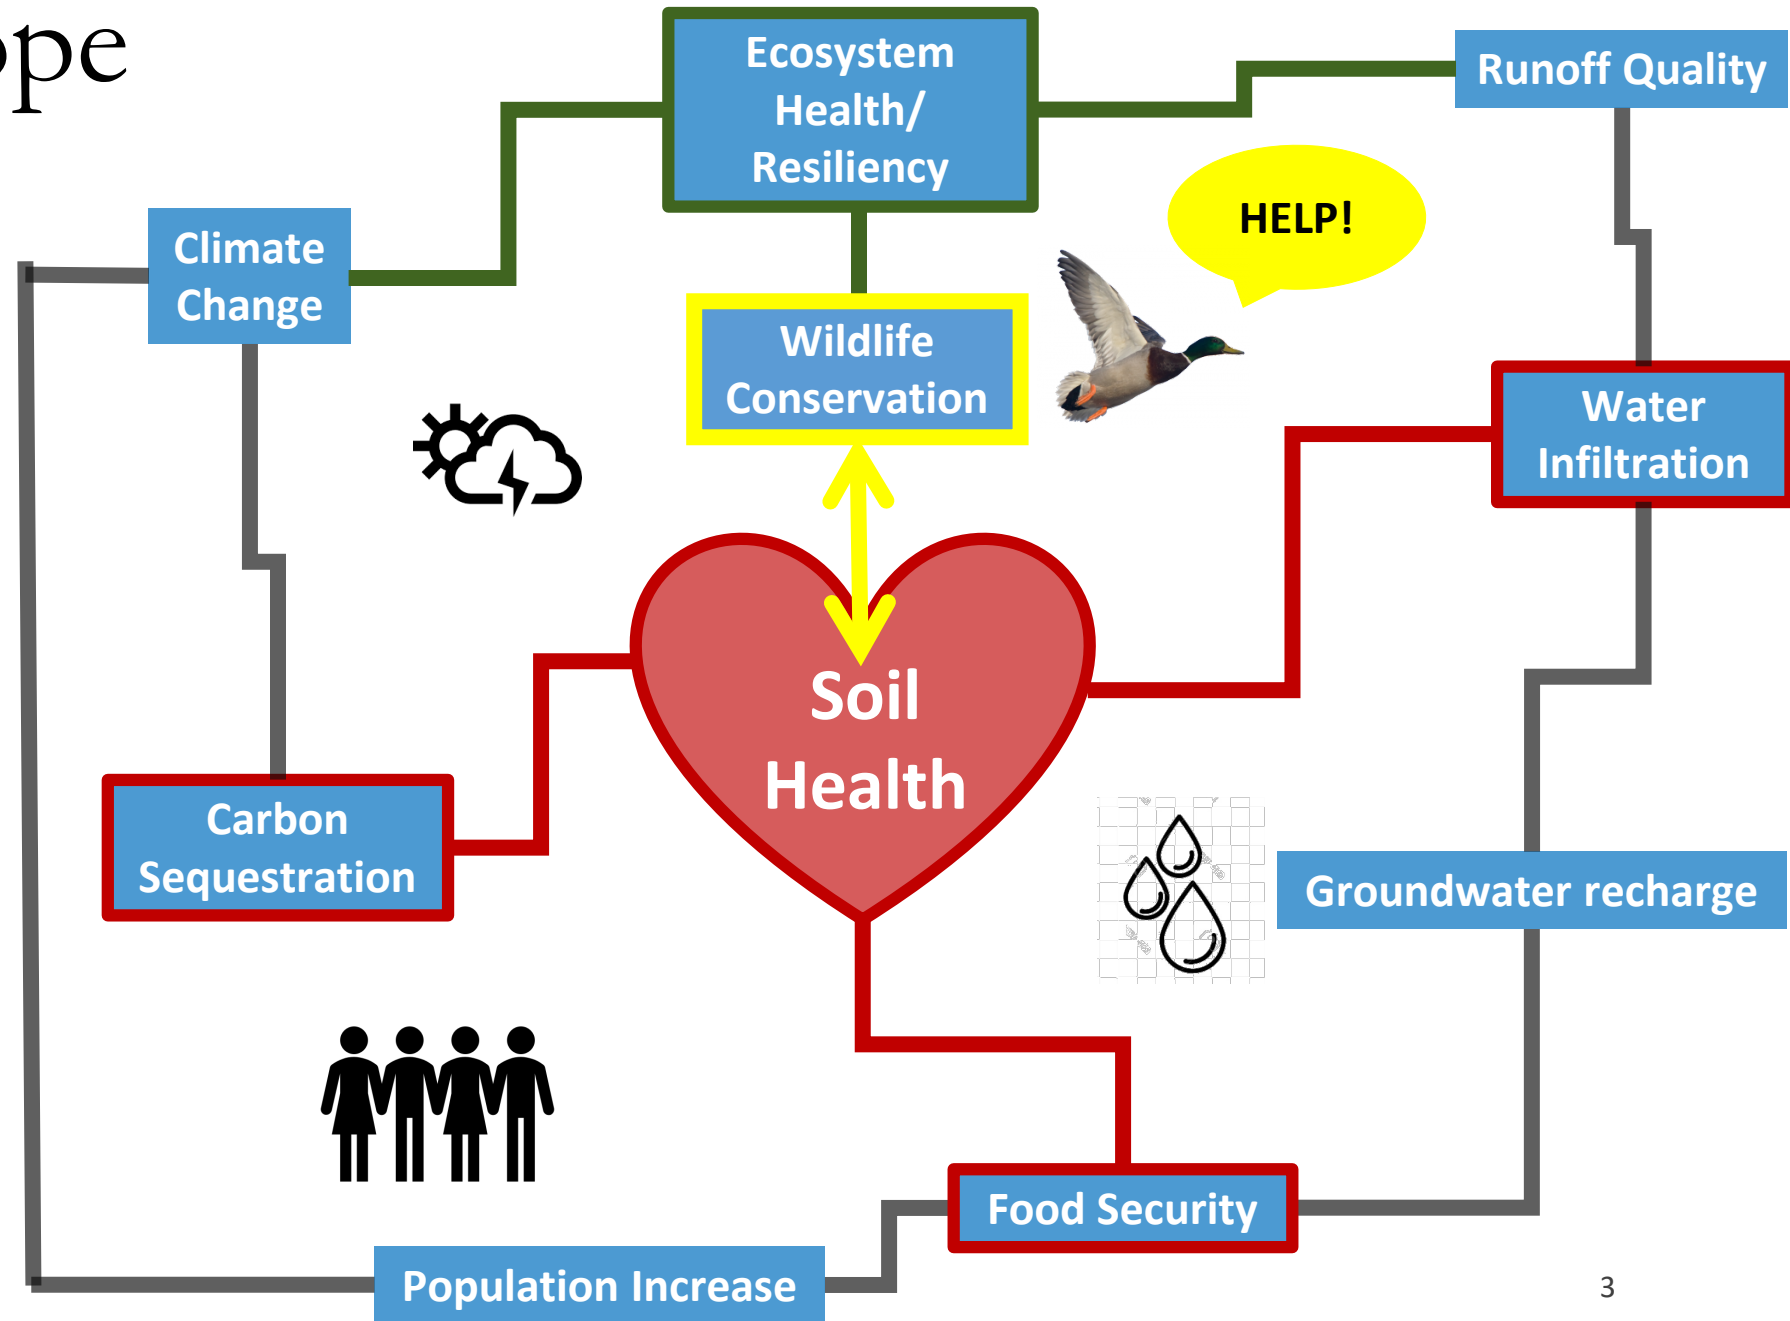 ope
Ecosystem
Health/
Resiliency
Runoff Quality
HELP!
Climate
Change
Wildlife
Conservation
Water
Infiltration
Soil
Health
Carbon
Sequestration
Groundwater recharge
Food Security
Population Increase
3